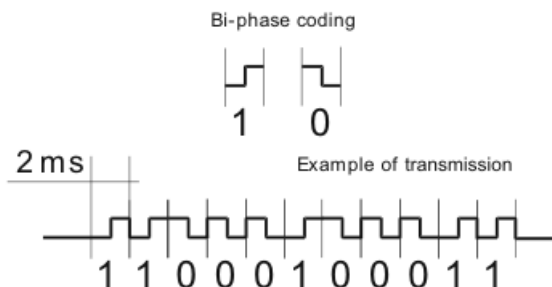 Bi-phase coding
1 0
2 ms
Example of transmission
1 1 0 0 0 1 0 0 0 1 1